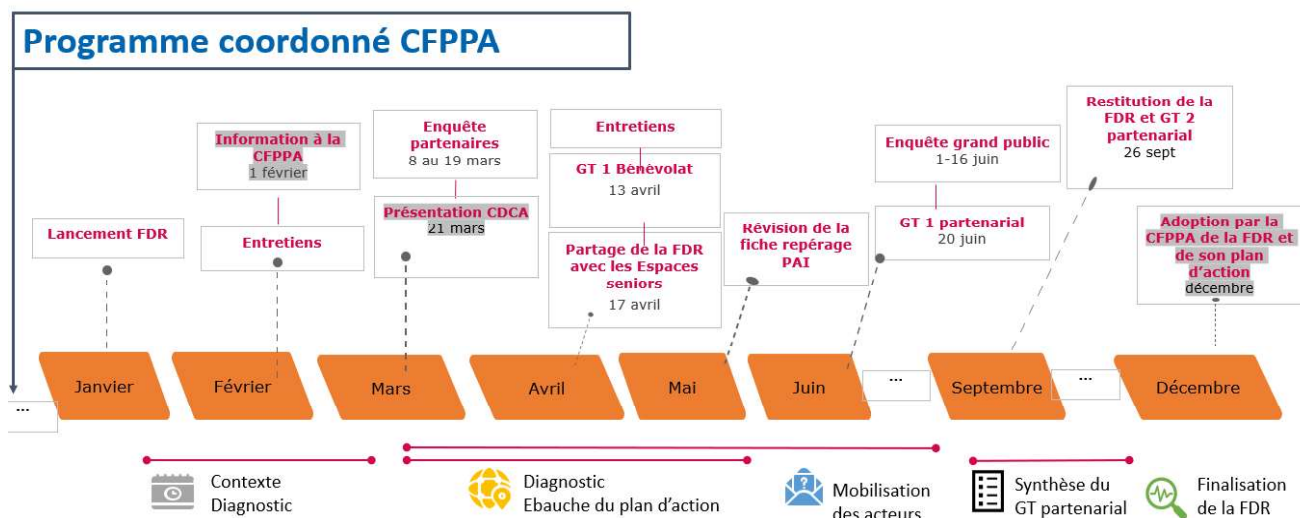 Programme coordonné CFPPA
Lancement FDR
Information à la
CFPPA
1 février
Entretiens
Enquête
partenaires
8 au 19 mars
Présentation CDCA
21 mars
Entretiens
GT 1 Bénévolat
13 avril
Partage de la FDR
avec les Espaces
seniors
17 avril
Révision de la
fiche repérage
PAI
Enquête grand public
1-16 juin
GT 1 partenarial
20 juin
Restitution de la
FDR et GT 2
partenarial
26 sept
Adoption par la
CFPPA de la FDR et
de son plan
d'action
décembre
...
Janvier
Février
Mars
Avril
Mai
Juin
...
Septembre
...
Décembre
Contexte
Diagnostic
Diagnostic
Ebauche du plan d'action
Mobilisation
des acteurs
Synthèse du
GT partenarial
Finalisation
de la FDR